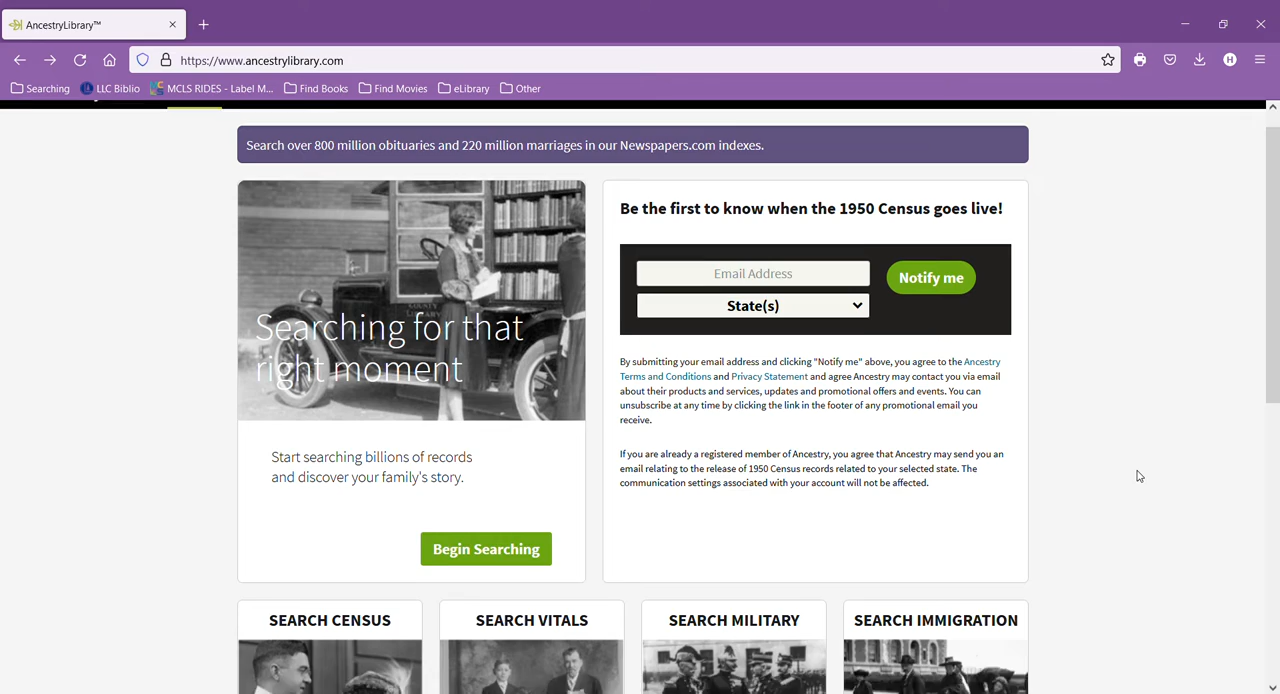 AncestryLibrary™
https://www.ancestrylibrary.com
H
Searching
LLC Biblio
MCLS RIDES - Label M...
Find Books
Find Movies
eLibrary
Other
Search over 800 million obituaries and 220 million marriages in our Newspapers.com indexes.
COUNTY
LIBRARY
Searching for that
right moment
Start searching billions of records
and discover your family's story.
Begin Searching
Be the first to know when the 1950 Census goes live!
Email Address
Notify me
State(s)
By submitting your email address and clicking "Notify me" above, you agree to the Ancestry
Terms and Conditions and Privacy Statement and agree Ancestry may contact you via email
about their products and services, updates and promotional offers and events. You can
unsubscribe at any time by clicking the link in the footer of any promotional email you
receive.
If you are already a registered member of Ancestry, you agree that Ancestry may send you an
email relating to the release of 1950 Census records related to your selected state. The
communication settings associated with your account will not be affected.
SEARCH CENSUS
SEARCH VITALS
SEARCH MILITARY
SEARCH IMMIGRATION